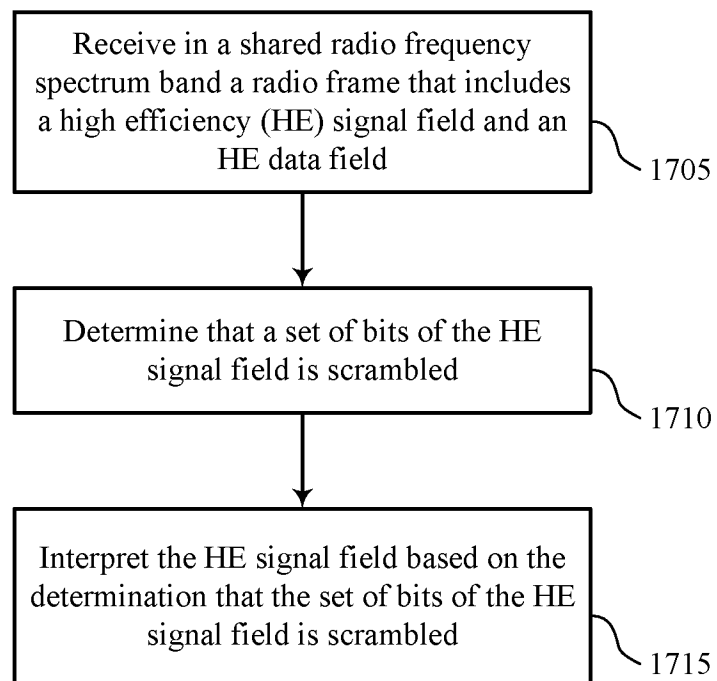 Receive in a shared radio frequency
spectrum band a radio frame that includes
a high efficiency (HE) signal field and an
HE data field
1705
Determine that a set of bits of the HE
signal field is scrambled
1710
Interpret the HE signal field based on the
determination that the set of bits of the HE
signal field is scrambled
1715